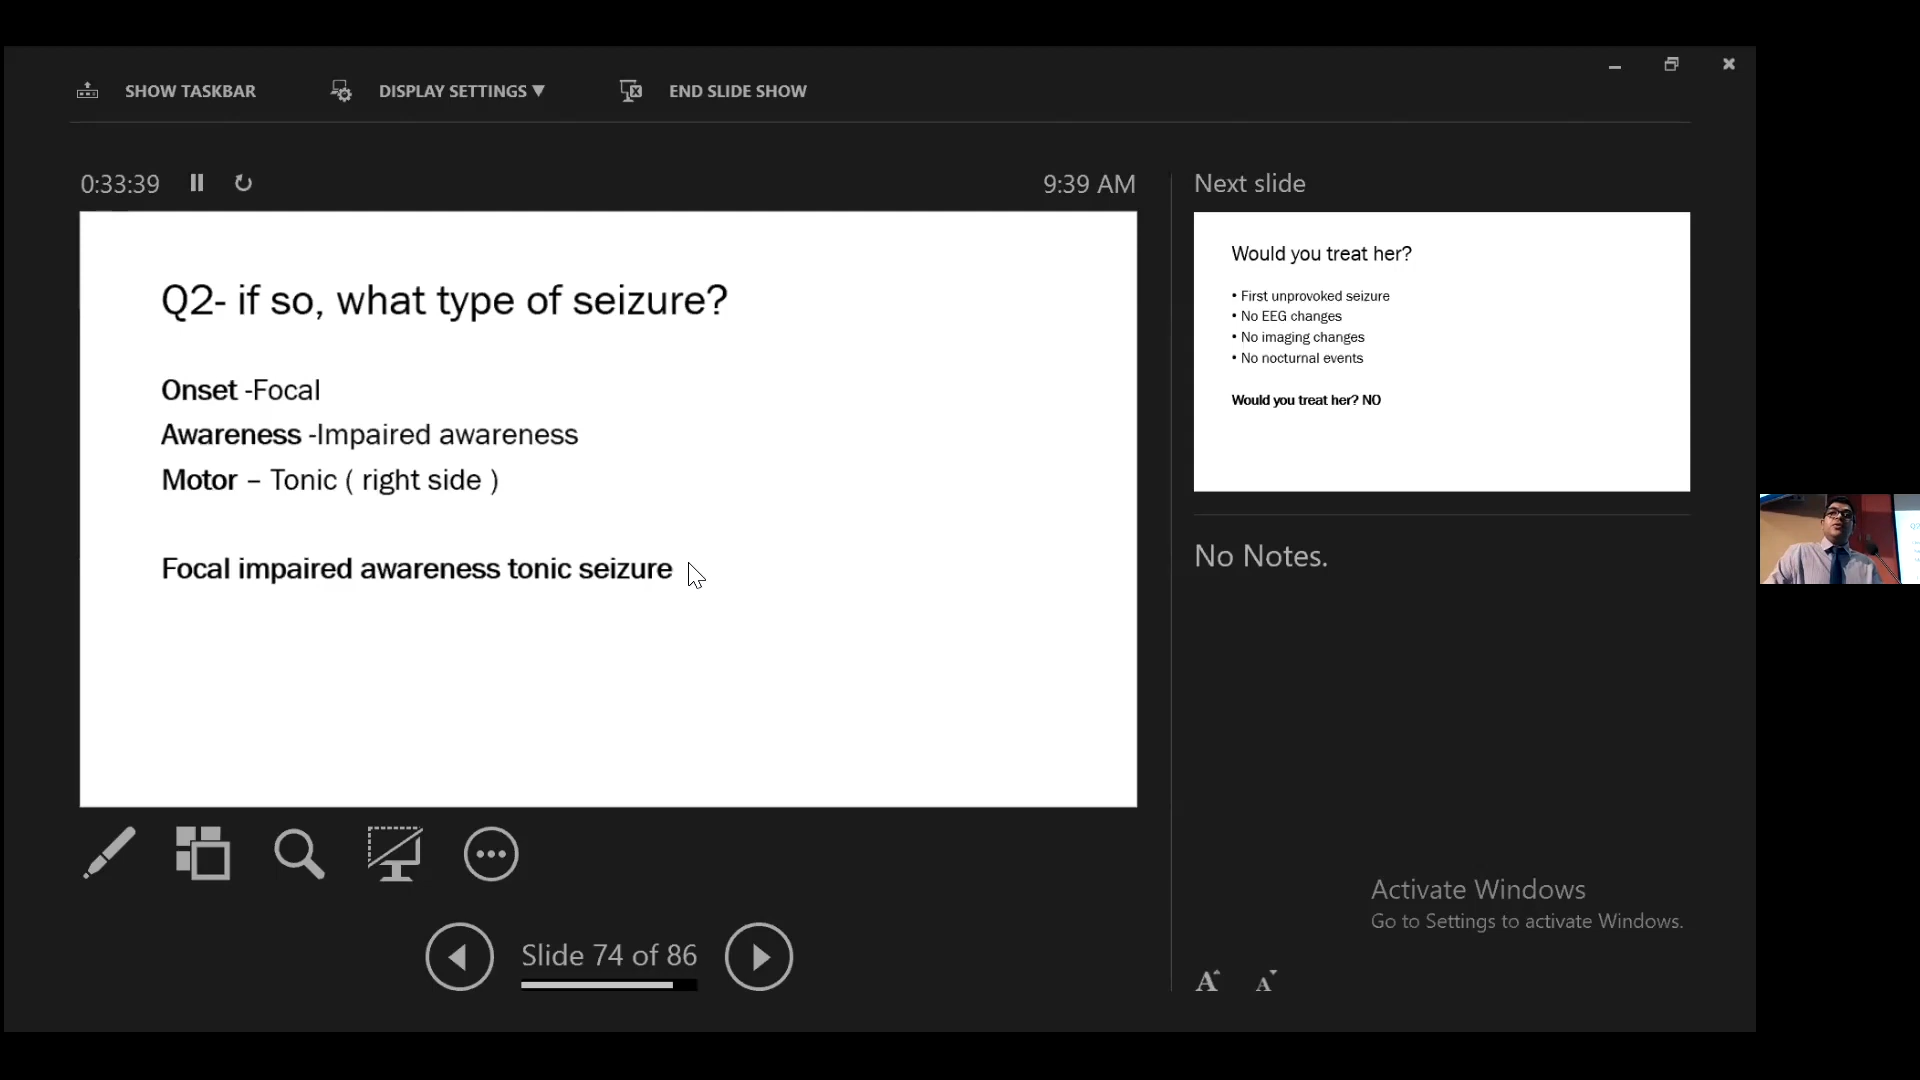 SHOW TASKBAR
DISPLAY SETTINGS ▼
END SLIDE SHOW
0:33:39
9:39 AM
Q2- if so, what type of seizure?
Onset -Focal
Awareness -Impaired awareness
Motor – Tonic ( right side )
Focal impaired awareness tonic seizure
Slide 74 of 86
Next slide
Would you treat her?
• First unprovoked seizure
• No EEG changes
• No imaging changes
• No nocturnal events
Would you treat her? NO
No Notes.
Activate Windows
Go to Settings to activate Windows.
A A